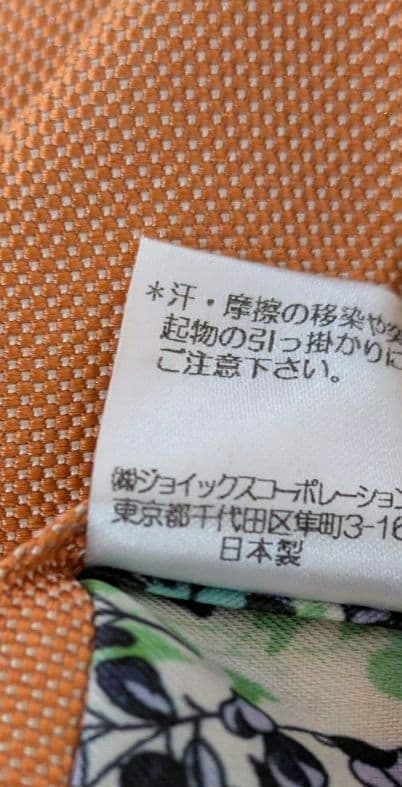 *汗・摩擦の移染や突
起物の引っ掛かりに
ご注意下さい。
㈱ジョイックスコーポレーション
東京都千代田区隼町3-16
日本製